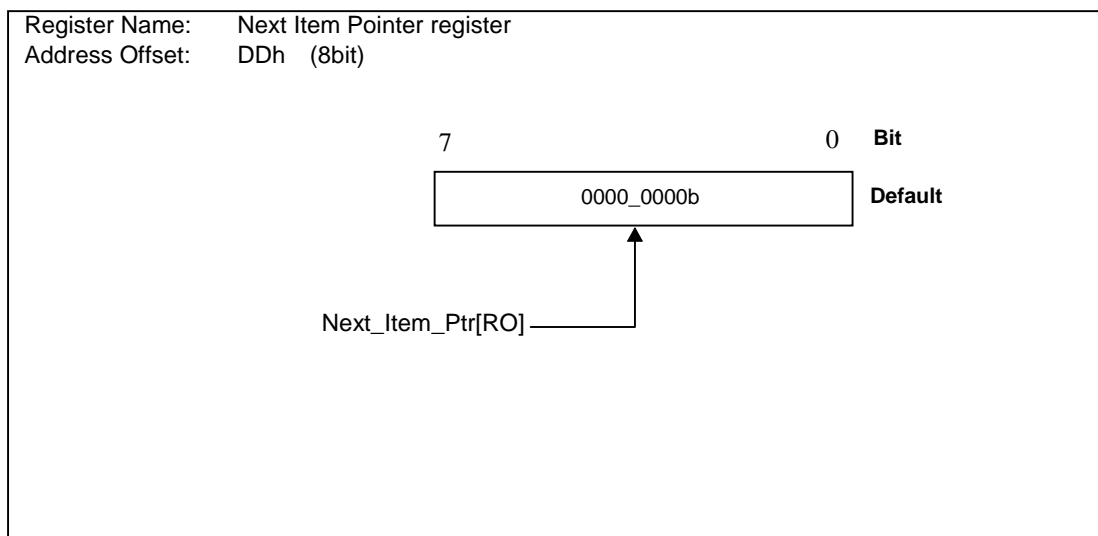 Register Name: Next Item Pointer register
Address Offset: DDh (8bit)
7 0 Bit
0000_0000b Default
Next_Item_Ptr[RO]